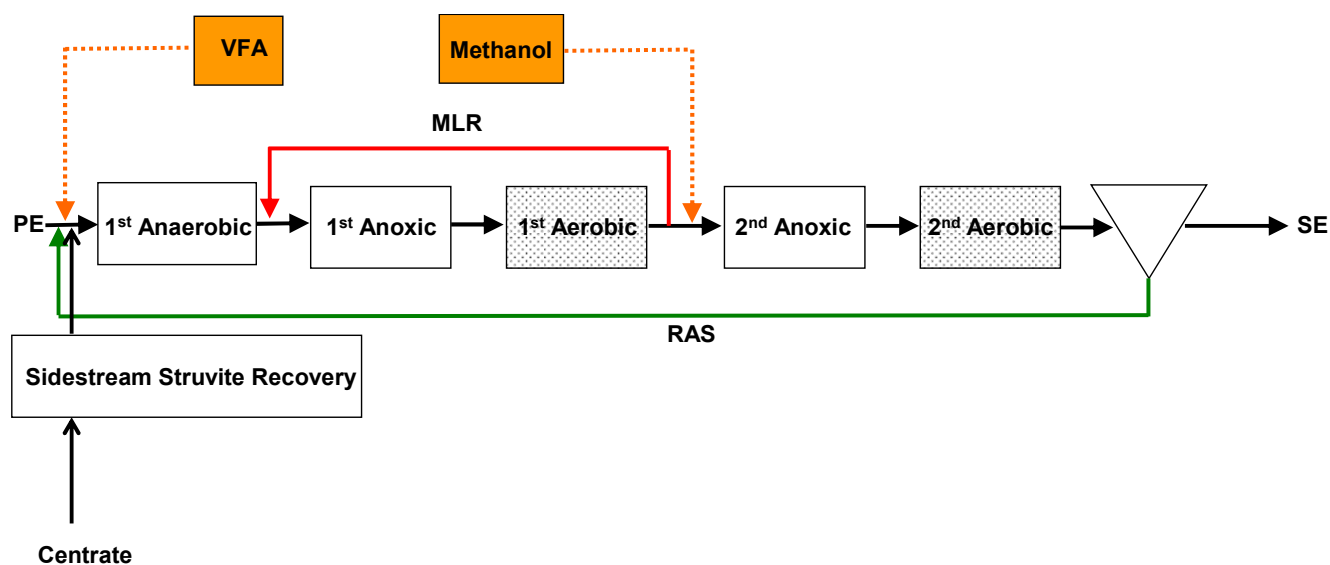 VFA
Methanol
MLR
PE
1st Anaerobic
1st Anoxic
1st Aerobic
2nd Anoxic
2nd Aerobic
SE
RAS
Sidestream Struvite Recovery
Centrate